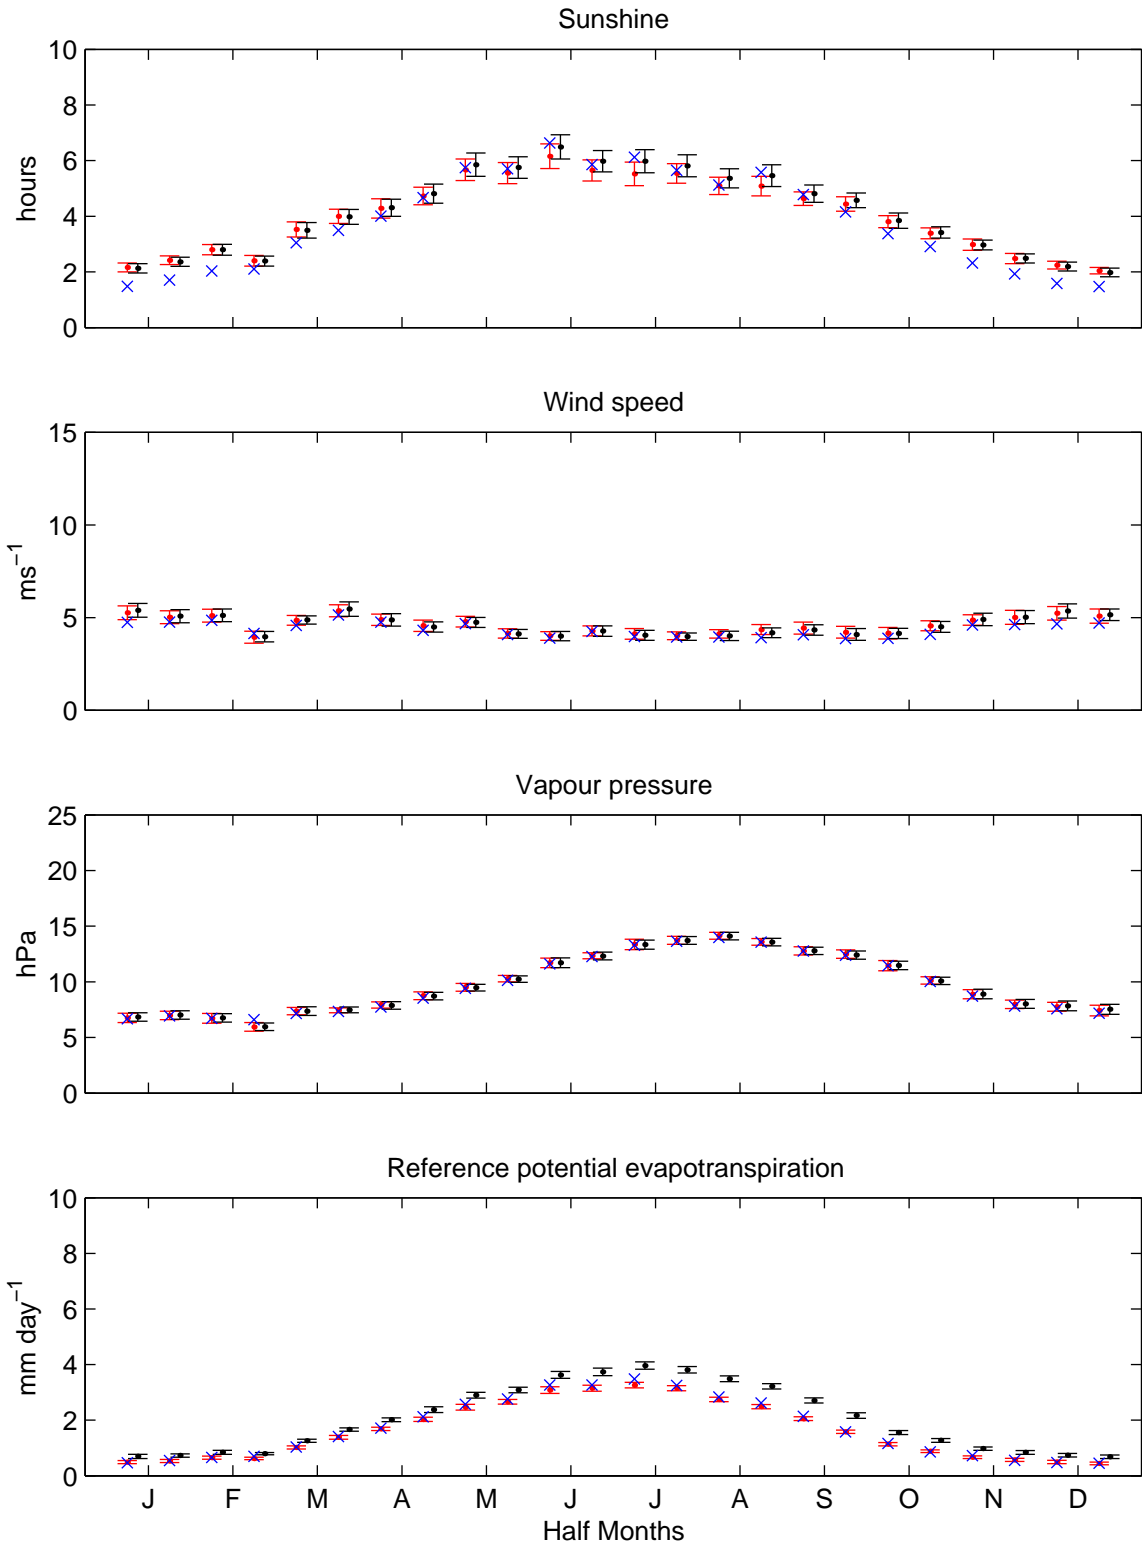 Sunshine
10
8
6
4
2
0
hours
Wind speed
15
10
5
0
ms⁻¹
Vapour pressure
25
20
15
10
5
0
hPa
Reference potential evapotranspiration
10
8
6
4
2
0
mm day⁻¹
J F M A M J J A S O N D
Half Months